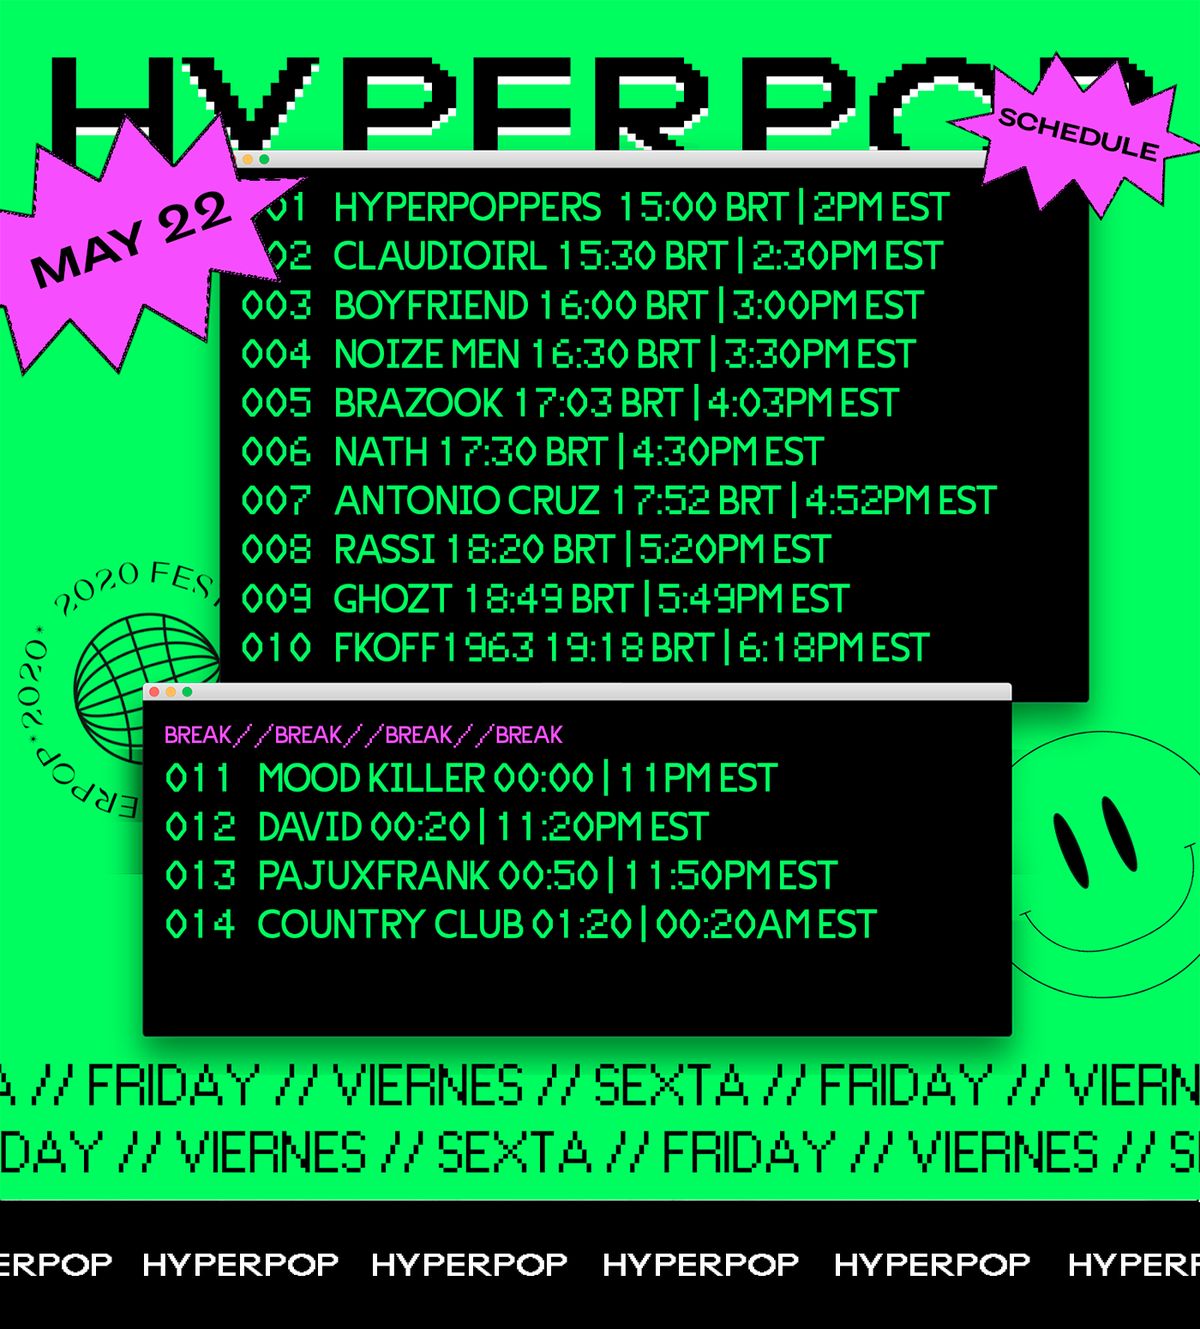 HYPERPOP
SCHEDULE
MAY 22
01 HYPERPOPPERS 15:00 BRT | 2PM EST
02 CLAUDIOIRL 15:30 BRT | 2:30PM EST
003 BOYFRIEND 16:00 BRT | 3:00PM EST
004 NOIZE MEN 16:30 BRT | 3:30PM EST
005 BRAZOOK 17:03 BRT | 4:03PM EST
006 NATH 17:30 BRT | 4:30PM EST
007 ANTONIO CRUZ 17:52 BRT | 4:52PM EST
008 RASSI 18:20 BRT | 5:20PM EST
009 GHOZT 18:49 BRT | 5:49PM EST
010 FKOFF1963 19:18 BRT | 6:18PM EST
ERPOP*2020* 2020 FEST
BREAK//BREAK//BREAK//BREAK
011 MOOD KILLER 00:00 | 11PM EST
012 DAVID 00:20 | 11:20PM EST
013 PAJUXFRANK 00:50 | 11:50PM EST
014 COUNTRY CLUB 01:20 | 00:20AM EST
A // FRIDAY // VIERNES // SEXTA // FRIDAY // VIERN
DAY // VIERNES // SEXTA // FRIDAY // VIERNES // S
ERPOP HYPERPOP HYPERPOP HYPERPOP HYPERPOP HYPERP